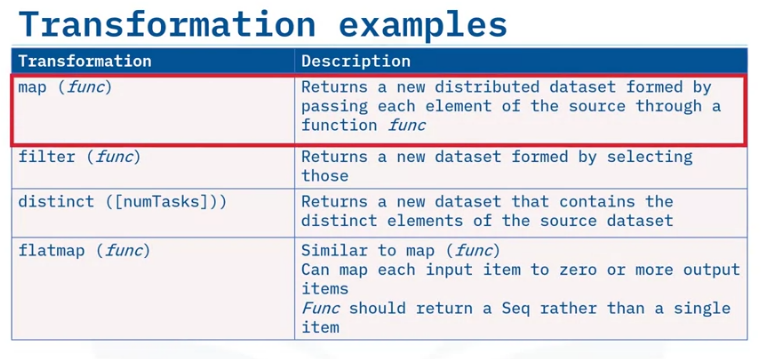 Transformation examples
Transformation Description
map (func) Returns a new distributed dataset formed by
passing each element of the source through a
function func
filter (func) Returns a new dataset formed by selecting
those
distinct ([numTasks])) Returns a new dataset that contains the
distinct elements of the source dataset
flatmap (func) Similar to map (func)
Can map each input item to zero or more output
items
Func should return a Seq rather than a single
item